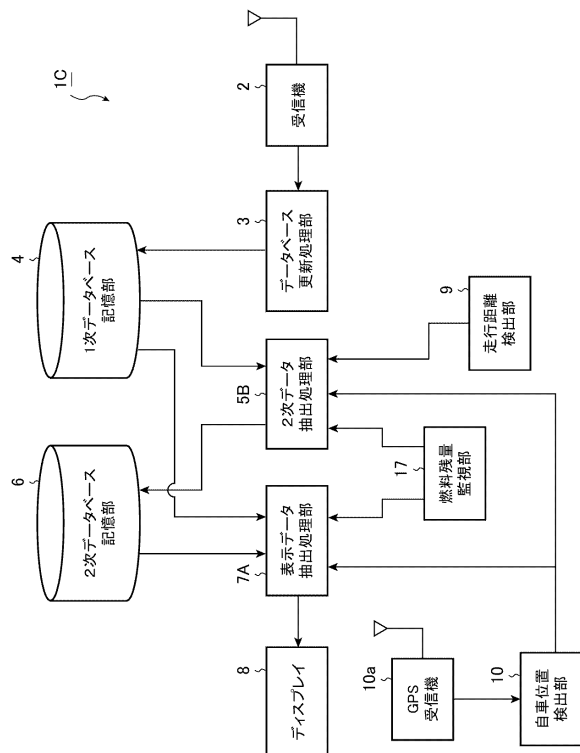 1C
2
受信機
3
データベース
更新処理部
4
1次データベース
記憶部
5B
2次データ
抽出処理部
6
2次データベース
記憶部
7A
表示データ
抽出処理部
8
ディスプレイ
9
走行距離
検出部
17
燃料残量
監視部
10a
GPS
受信機
10
自車位置
検出部